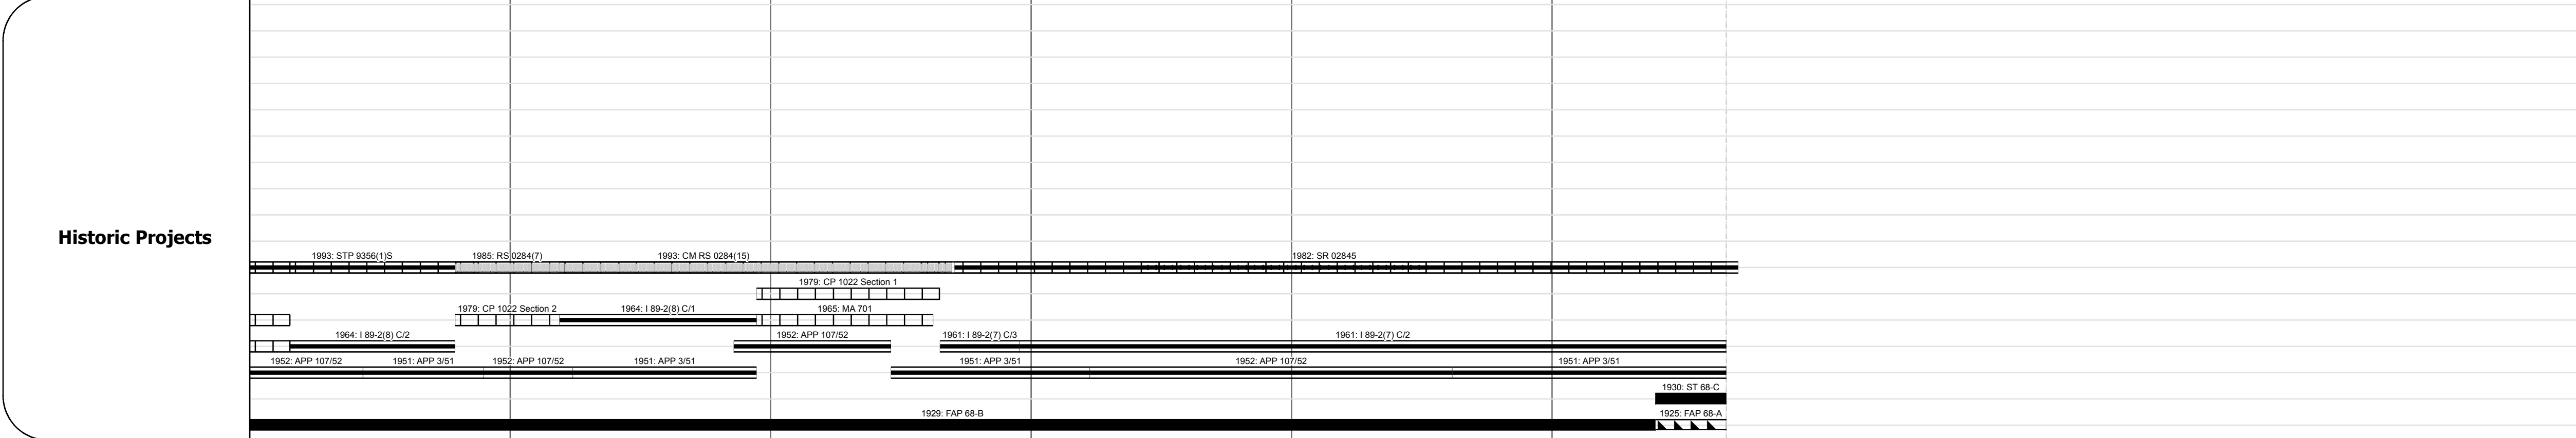 1993: STP 9356(1)S 1985: RS 0284(7) 1993: CM RS 0284(15) 1982: SR 02845
Historic Projects
1979: CP 1022 Section 1
1979: CP 1022 Section 2 1964: I 89-2(8) C/1 1965: MA 701
1964: I 89-2(8) C/2 1952: APP 107/52 1961: I 89-2(7) C/3 1961: I 89-2(7) C/2
1952: APP 107/52 1951: APP 3/51 1952: APP 107/52 1951: APP 3/51 1951: APP 3/51 1952: APP 107/52 1951: APP 3/51
1930: ST 68-C
1929: FAP 68-B 1925: FAP 68-A